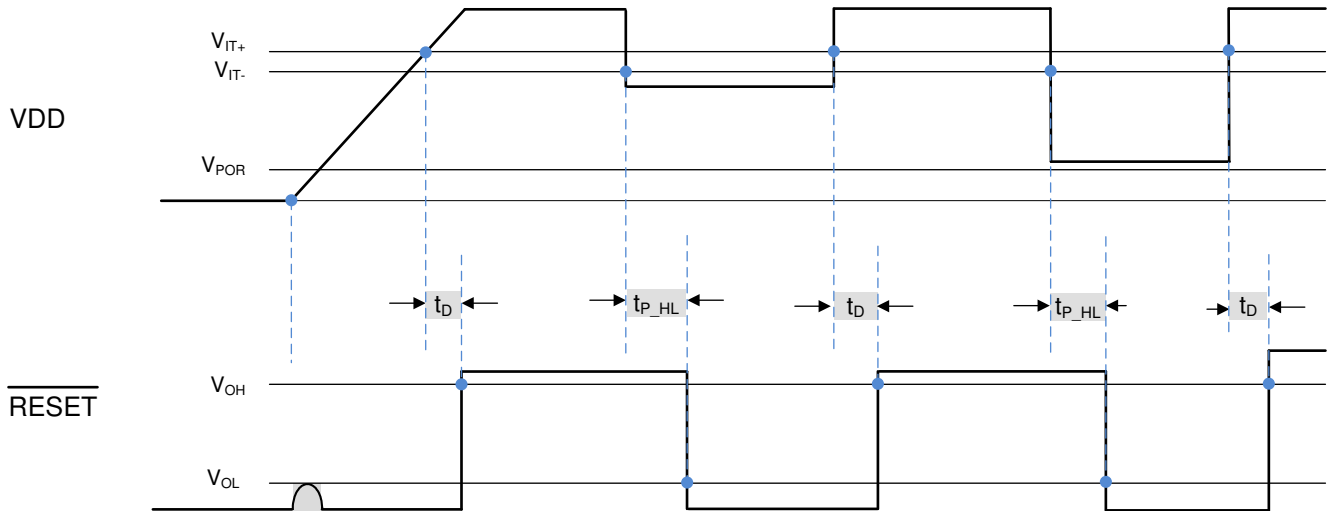 V_IT+
V_IT-
VDD
V_POR
t_D
t_P_HL
t_D
t_P_HL
t_D
V_OH
RESET
V_OL